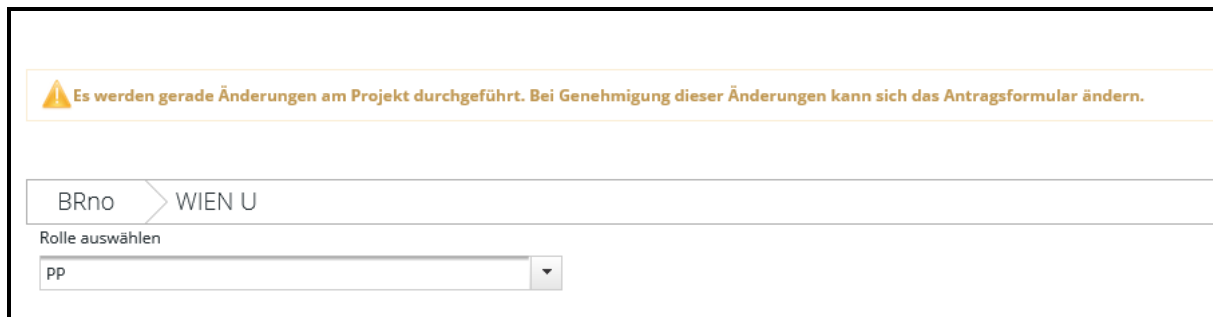 Es werden gerade Änderungen am Projekt durchgeführt. Bei Genehmigung dieser Änderungen kann sich das Antragsformular ändern.
BRno WIEN U
Rolle auswählen
PP